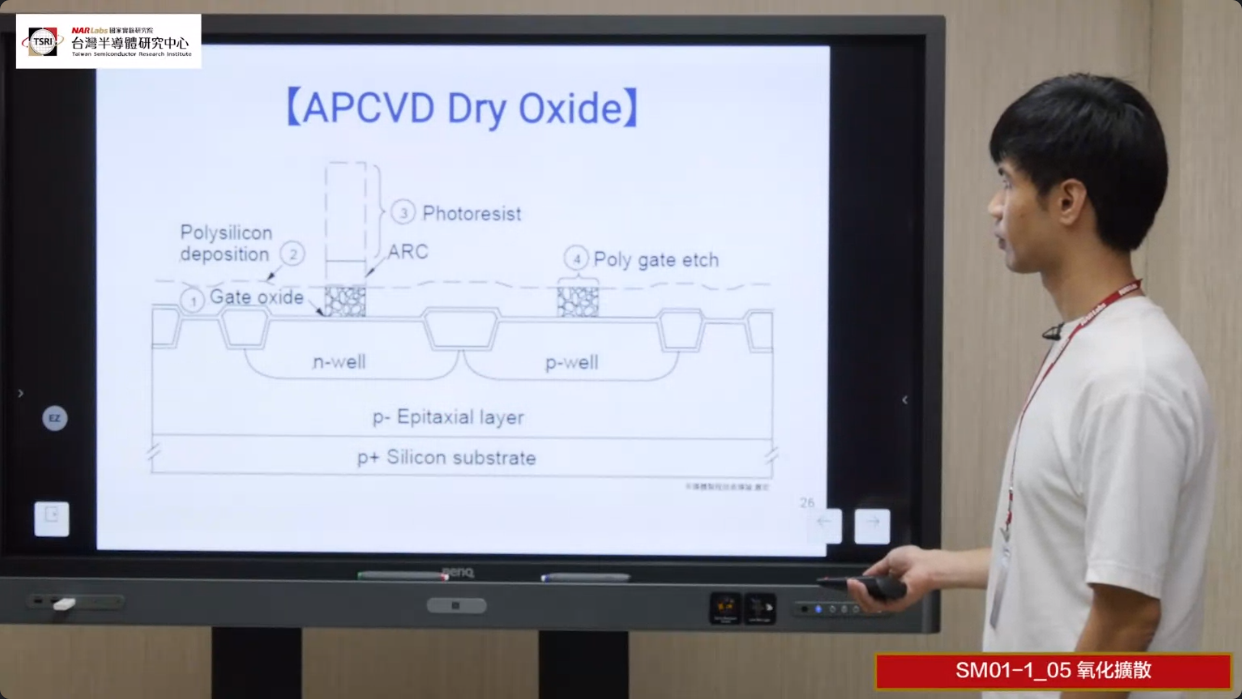 TSRI
NARLabs 國家實驗研究院
台灣半導體研究中心
Taiwan Semiconductor Research Institute
【APCVD Dry Oxide】
3 Photoresist
Polysilicon
deposition 2
ARC
4 Poly gate etch
1 Gate oxide
n-well
p-well
p- Epitaxial layer
EZ
p+ Silicon substrate
26
BenQ
SM01-1_05 氧化擴散